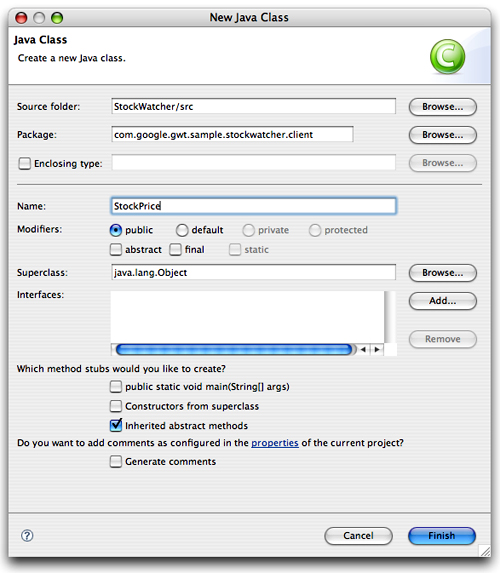 New Java Class
Java Class
Create a new Java class.
C
Source folder: StockWatcher/src Browse...
Package: com.google.gwt.sample.stockwatcher.client Browse...
Enclosing type: Browse...
Name: StockPrice
Modifiers: public default private protected
abstract final static
Superclass: java.lang.Object Browse...
Interfaces: Add...
Remove
Which method stubs would you like to create?
public static void main(String[] args)
Constructors from superclass
Inherited abstract methods
Do you want to add comments as configured in the properties of the current project?
Generate comments
? Cancel Finish